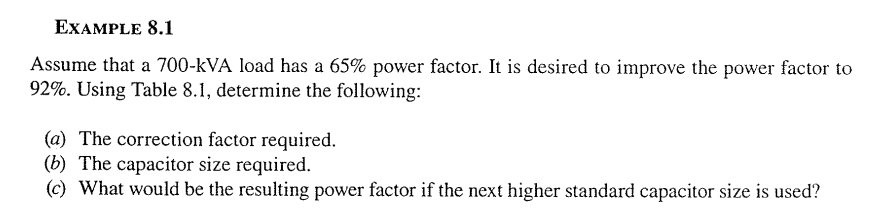 EXAMPLE 8.1
Assume that a 700-kVA load has a 65% power factor. It is desired to improve the power factor to
92%. Using Table 8.1, determine the following:
(a) The correction factor required.
(b) The capacitor size required.
(c) What would be the resulting power factor if the next higher standard capacitor size is used?